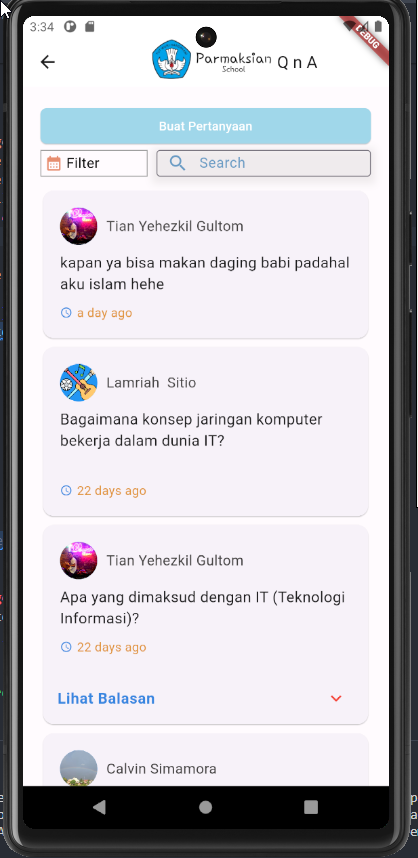 3:34
DEBUG
Parmaksian
School
Q n A
Buat Pertanyaan
Filter
Search
Tian Yehezkil Gultom
kapan ya bisa makan daging babi padahal
aku islam hehe
a day ago
Lamriah Sitio
Bagaimana konsep jaringan komputer
bekerja dalam dunia IT?
22 days ago
Tian Yehezkil Gultom
Apa yang dimaksud dengan IT (Teknologi
Informasi)?
22 days ago
Lihat Balasan
Calvin Simamora